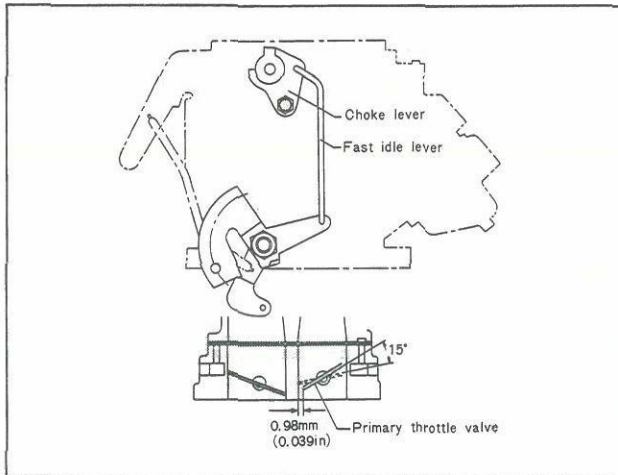 Choke lever
Fast idle lever
15°
0.98mm
(0.039in)
Primary throttle valve